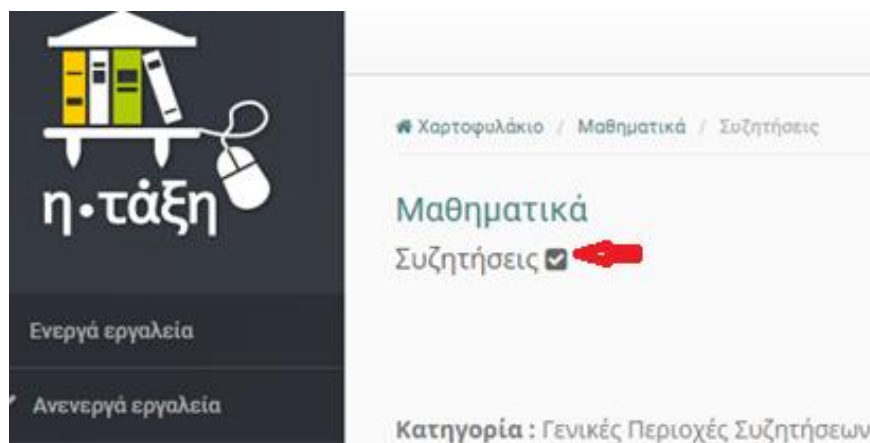 η•τάξη
Ενεργά εργαλεία
Ανενεργά εργαλεία
Χαρτοφυλάκιο / Μαθηματικά / Συζητήσεις
Μαθηματικά
Συζητήσεις
Κατηγορία : Γενικές Περιοχές Συζητήσεων